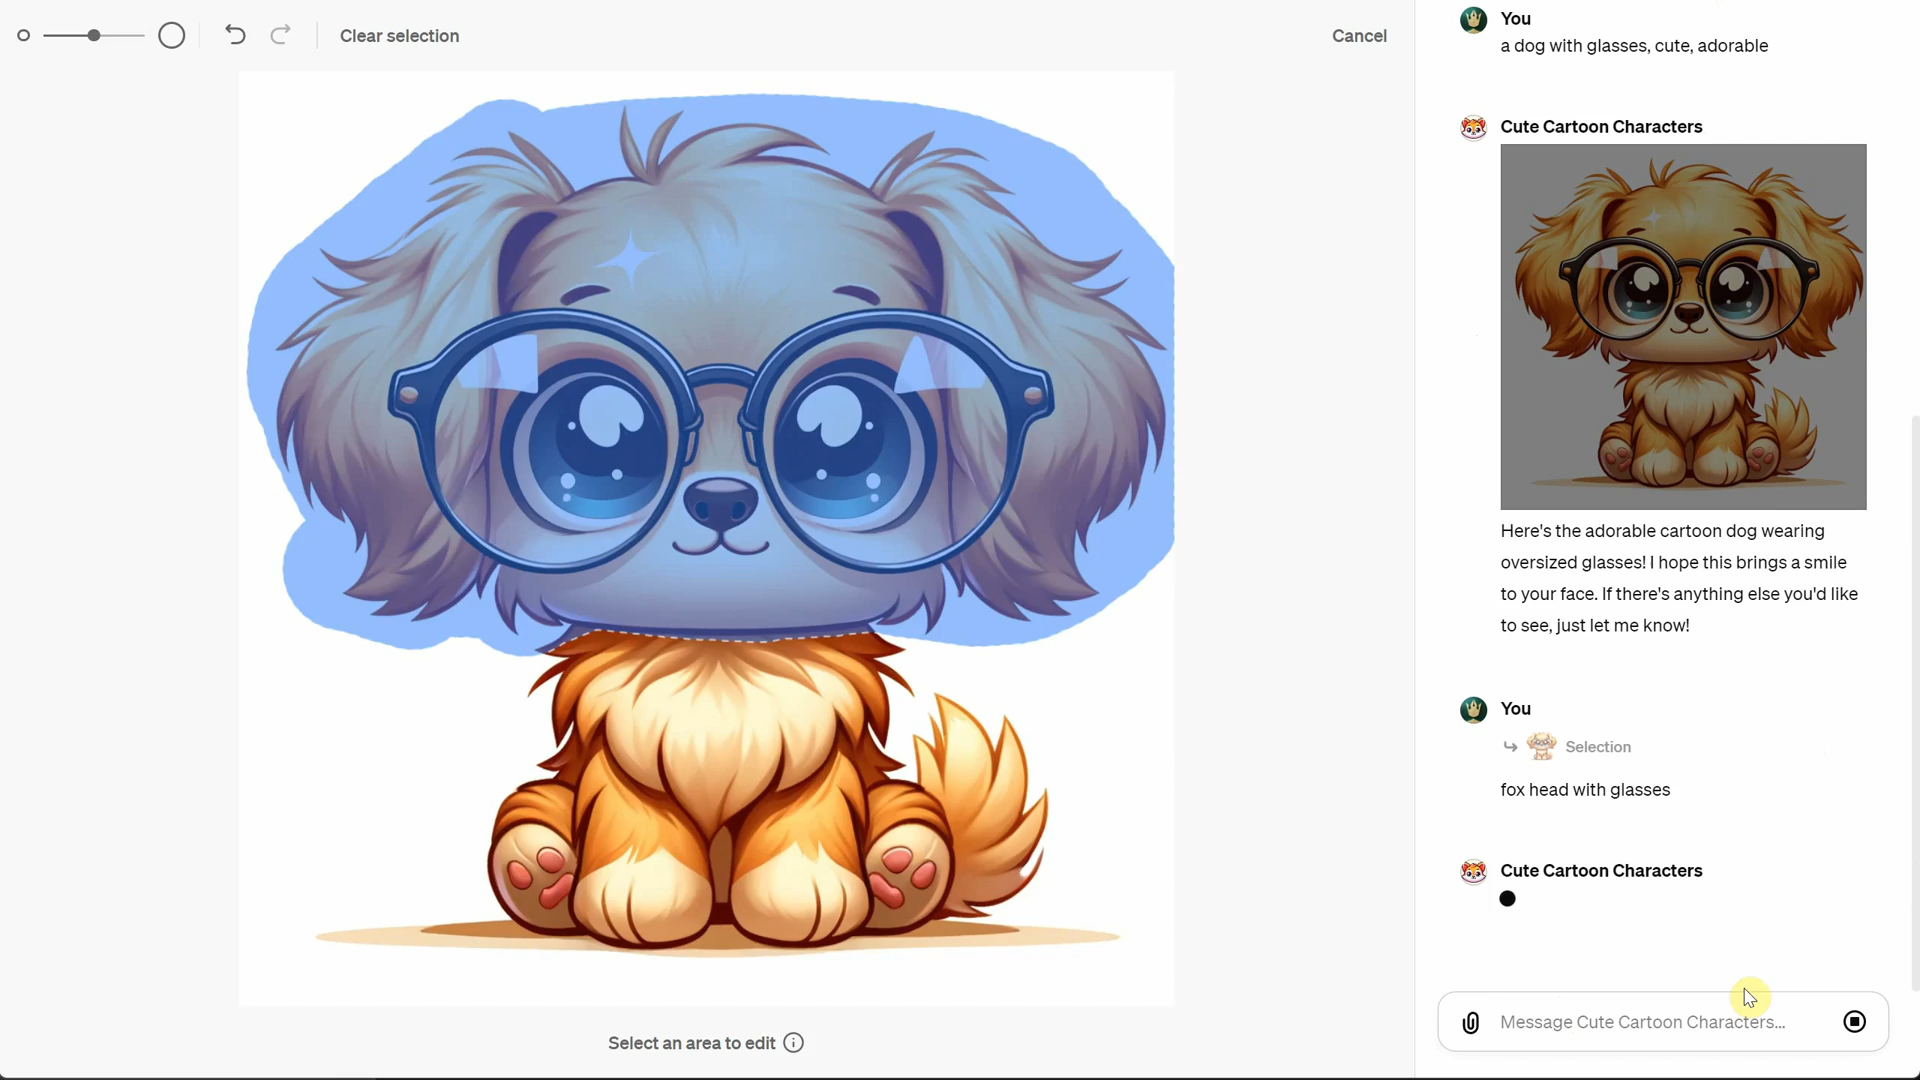 Clear selection
Cancel
Select an area to edit
You
a dog with glasses, cute, adorable
Cute Cartoon Characters
Here's the adorable cartoon dog wearing
oversized glasses! I hope this brings a smile
to your face. If there's anything else you'd like
to see, just let me know!
You
Selection
fox head with glasses
Cute Cartoon Characters
Message Cute Cartoon Characters...